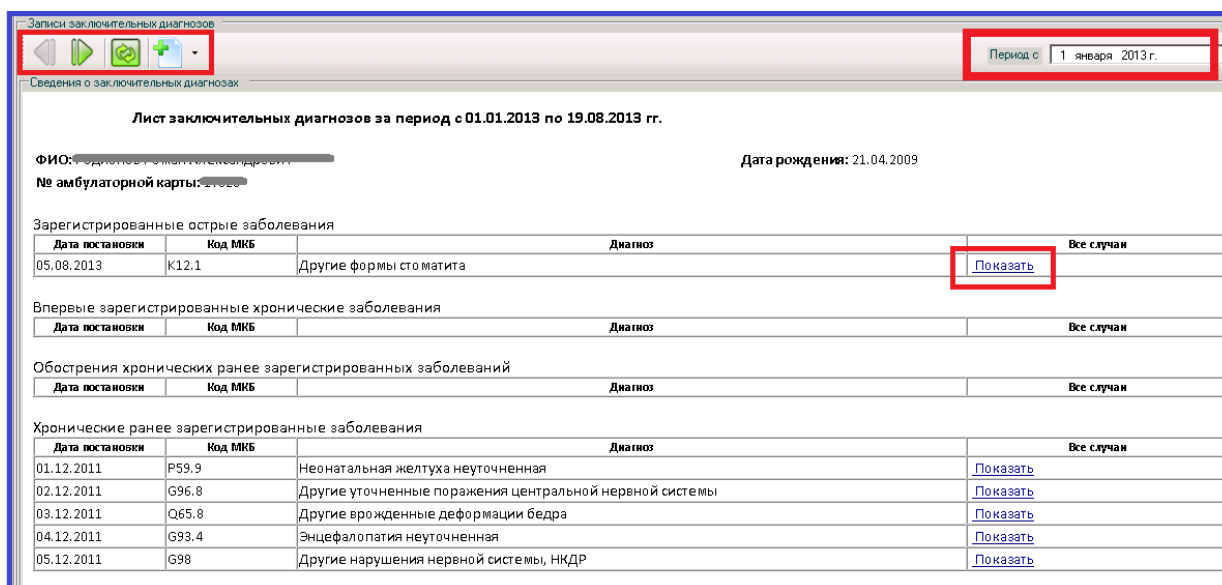 Записи заключительных диагнозов
Период с 1 января 2013 г.
Сведения о заключительных диагнозах
Лист заключительных диагнозов за период с 01.01.2013 по 19.08.2013 гг.
ФИО: Дата рождения: 21.04.2009
№ амбулаторной карты:
Зарегистрированные острые заболевания
Дата постановки Код МКБ Диагноз Все случаи
05.08.2013 K12.1 Другие формы стоматита Показать
Впервые зарегистрированные хронические заболевания
Дата постановки Код МКБ Диагноз Все случаи
Обострения хронических ранее зарегистрированных заболеваний
Дата постановки Код МКБ Диагноз Все случаи
Хронические ранее зарегистрированные заболевания
Дата постановки Код МКБ Диагноз Все случаи
01.12.2011 P59.9 Неонатальная желтуха неуточненная Показать
02.12.2011 G96.8 Другие уточненные поражения центральной нервной системы Показать
03.12.2011 Q65.8 Другие врожденные деформации бедра Показать
04.12.2011 G93.4 Энцефалопатия неуточненная Показать
05.12.2011 G98 Другие нарушения нервной системы, НКДР Показать